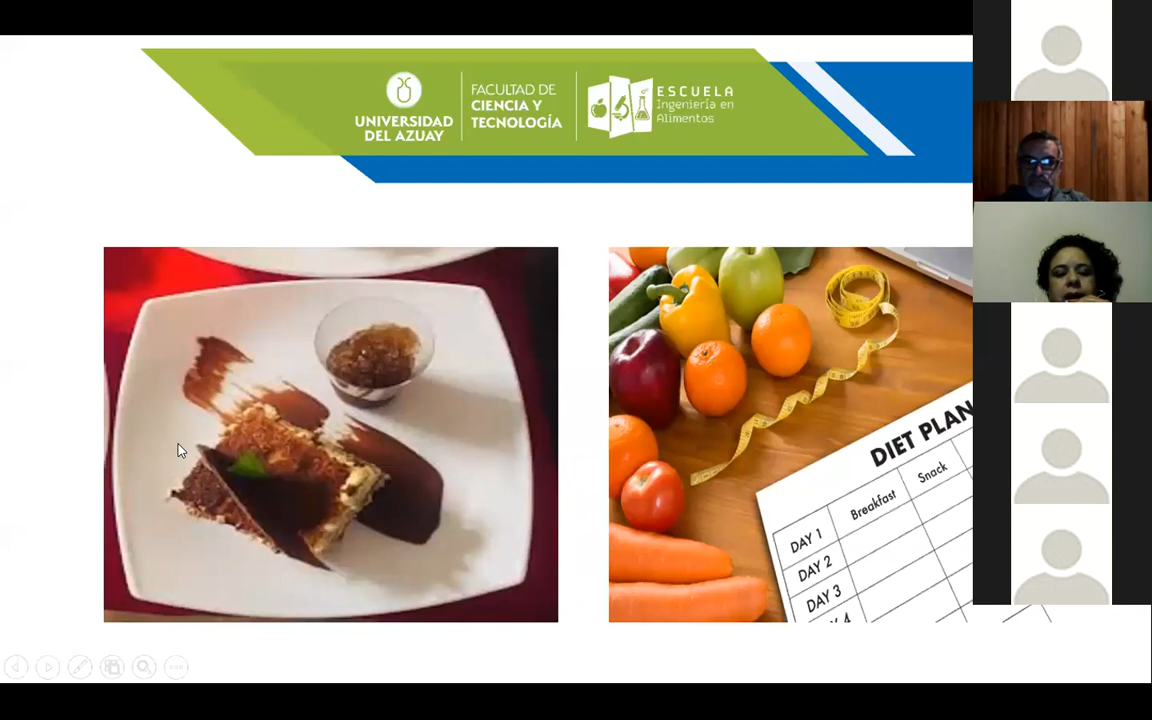 UNIVERSIDAD
DEL AZUAY
FACULTAD DE
CIENCIA Y
TECNOLOGÍA
ESCUELA
Ingeniería en
Alimentos
DIET PLAN
Breakfast
Snack
DAY 1
DAY 2
DAY 3